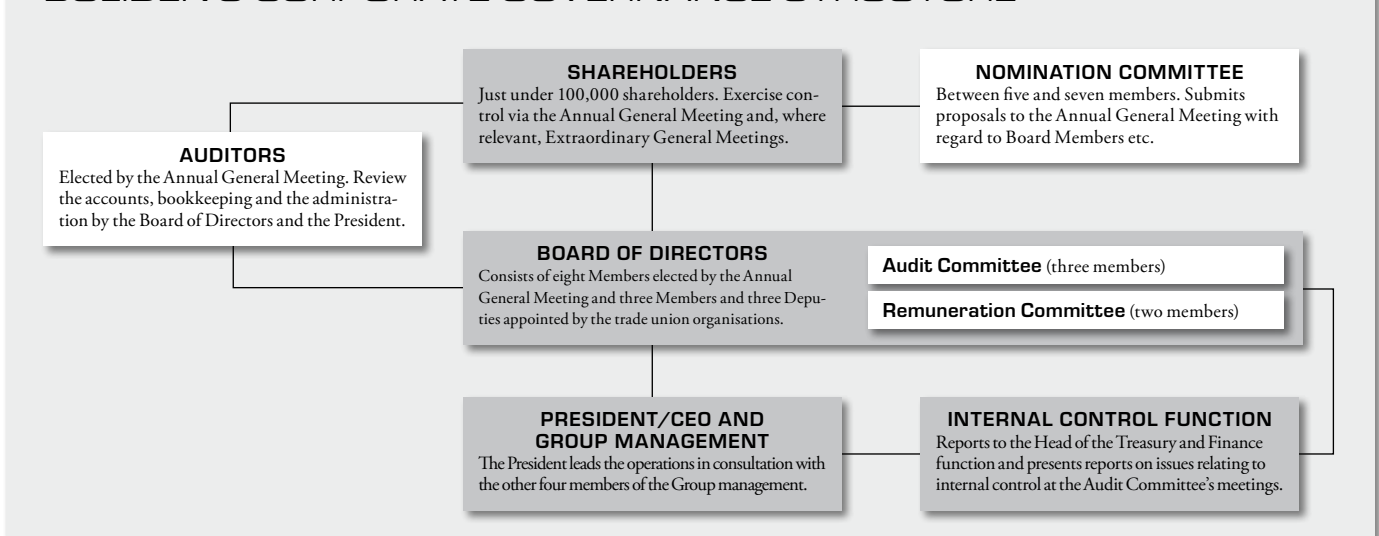 SHAREHOLDERS
Just under 100,000 shareholders. Exercise con-
trol via the Annual General Meeting and, where
relevant, Extraordinary General Meetings.
NOMINATION COMMITTEE
Between five and seven members. Submits
proposals to the Annual General Meeting with
regard to Board Members etc.
AUDITORS
Elected by the Annual General Meeting. Review
the accounts, bookkeeping and the administra-
tion by the Board of Directors and the President.
BOARD OF DIRECTORS
Consists of eight Members elected by the Annual
General Meeting and three Members and three Depu-
ties appointed by the trade union organisations.
Audit Committee (three members)
Remuneration Committee (two members)
PRESIDENT/CEO AND
GROUP MANAGEMENT
The President leads the operations in consultation with
the other four members of the Group management.
INTERNAL CONTROL FUNCTION
Reports to the Head of the Treasury and Finance
function and presents reports on issues relating to
internal control at the Audit Committee's meetings.